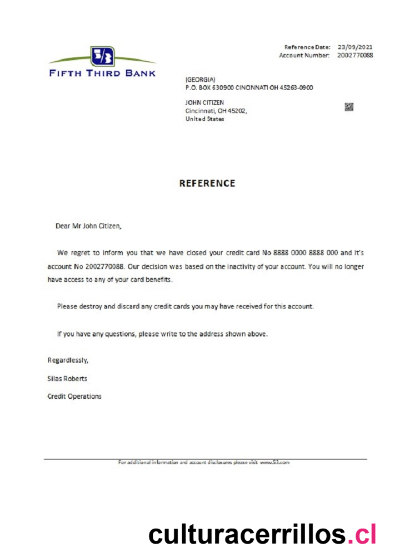 Reference Date: 23/09/2021
Account Number: 2002770088
5/3
FIFTH THIRD BANK
(GEORGIA)
P.O. BOX 630900 CINCINNATI OH 45263-0900
JOHN CITIZEN
Cincinnati, OH 45202,
United States
REFERENCE
Dear Mr John Citizen,
We regret to inform you that we have closed your credit card No 8888 0000 8888 000 and it's
account No 2002770088. Our decision was based on the inactivity of your account. You will no longer
have access to any of your card benefits.
Please destroy and discard any credit cards you may have received for this account.
If you have any questions, please write to the address shown above.
Regardlessly,
Silas Roberts
Credit Operations
For additional information and account disclosures please visit www.53.com
culturacerrillos.cl